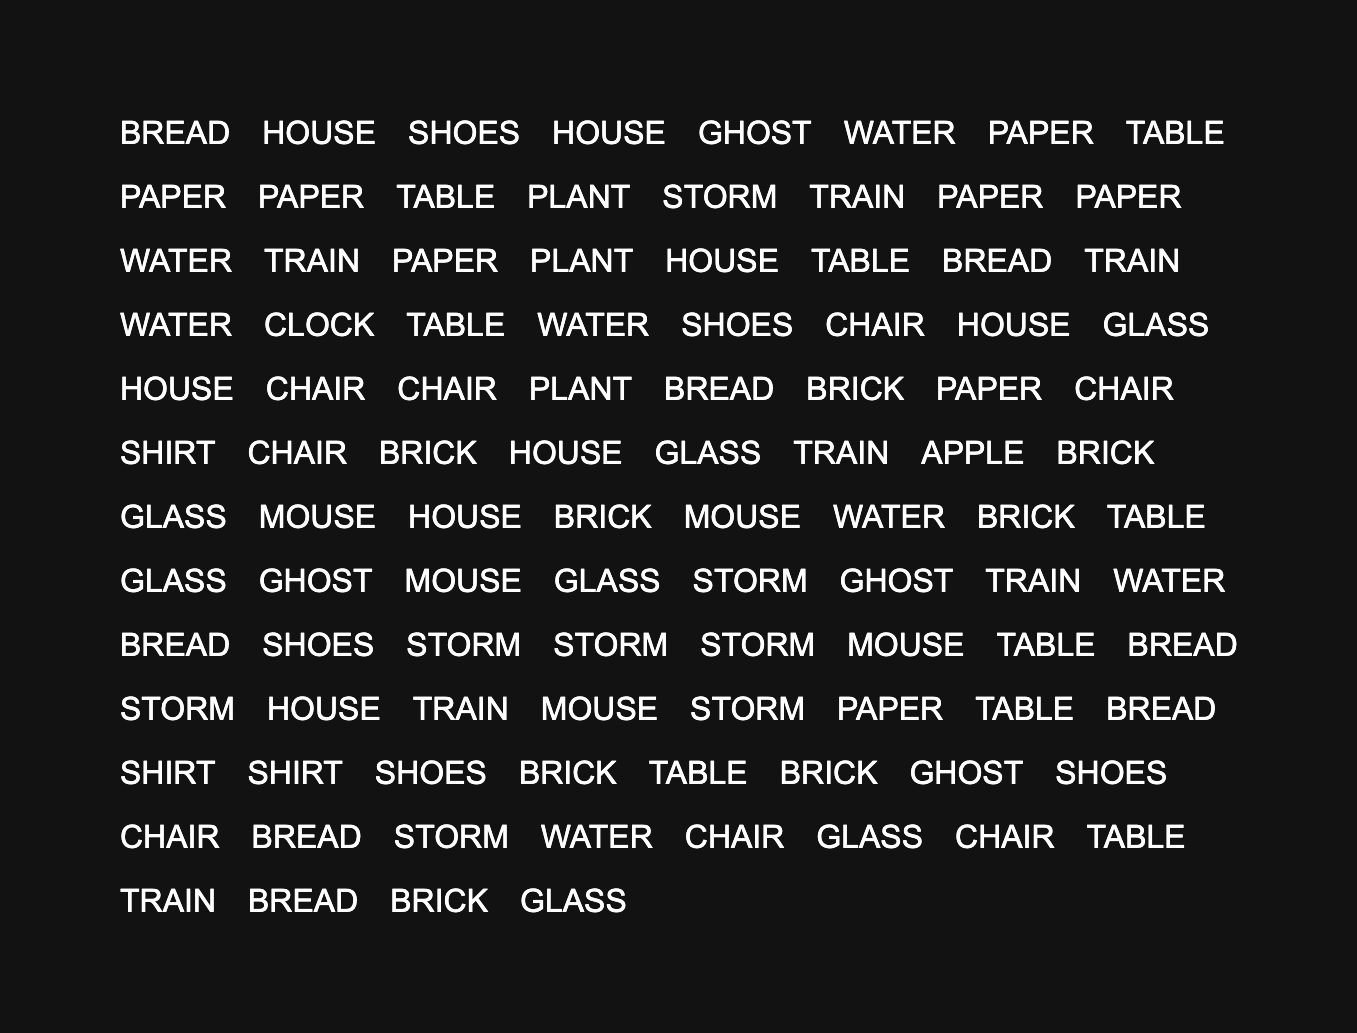 BREAD HOUSE SHOES HOUSE GHOST WATER PAPER TABLE
PAPER PAPER TABLE PLANT STORM TRAIN PAPER PAPER
WATER TRAIN PAPER PLANT HOUSE TABLE BREAD TRAIN
WATER CLOCK TABLE WATER SHOES CHAIR HOUSE GLASS
HOUSE CHAIR CHAIR PLANT BREAD BRICK PAPER CHAIR
SHIRT CHAIR BRICK HOUSE GLASS TRAIN APPLE BRICK
GLASS MOUSE HOUSE BRICK MOUSE WATER BRICK TABLE
GLASS GHOST MOUSE GLASS STORM GHOST TRAIN WATER
BREAD SHOES STORM STORM STORM MOUSE TABLE BREAD
STORM HOUSE TRAIN MOUSE STORM PAPER TABLE BREAD
SHIRT SHIRT SHOES BRICK TABLE BRICK GHOST SHOES
CHAIR BREAD STORM WATER CHAIR GLASS CHAIR TABLE
TRAIN BREAD BRICK GLASS